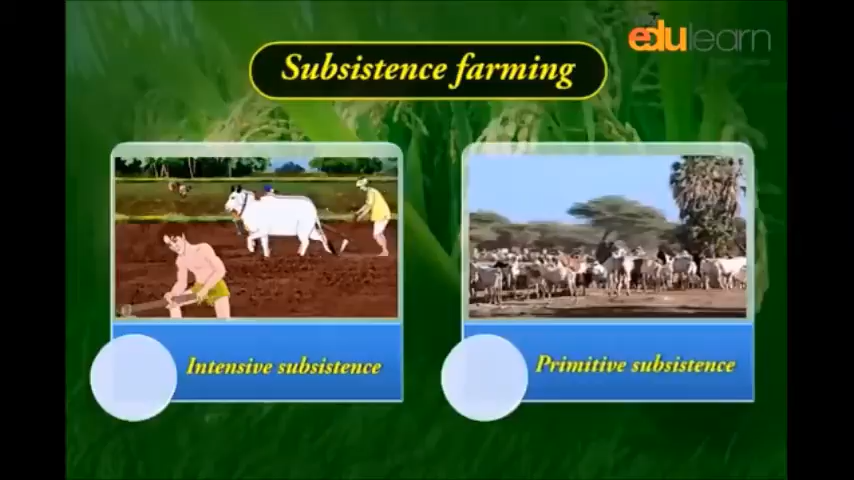 edulearn
Subsistence farming
Intensive subsistence
Primitive subsistence